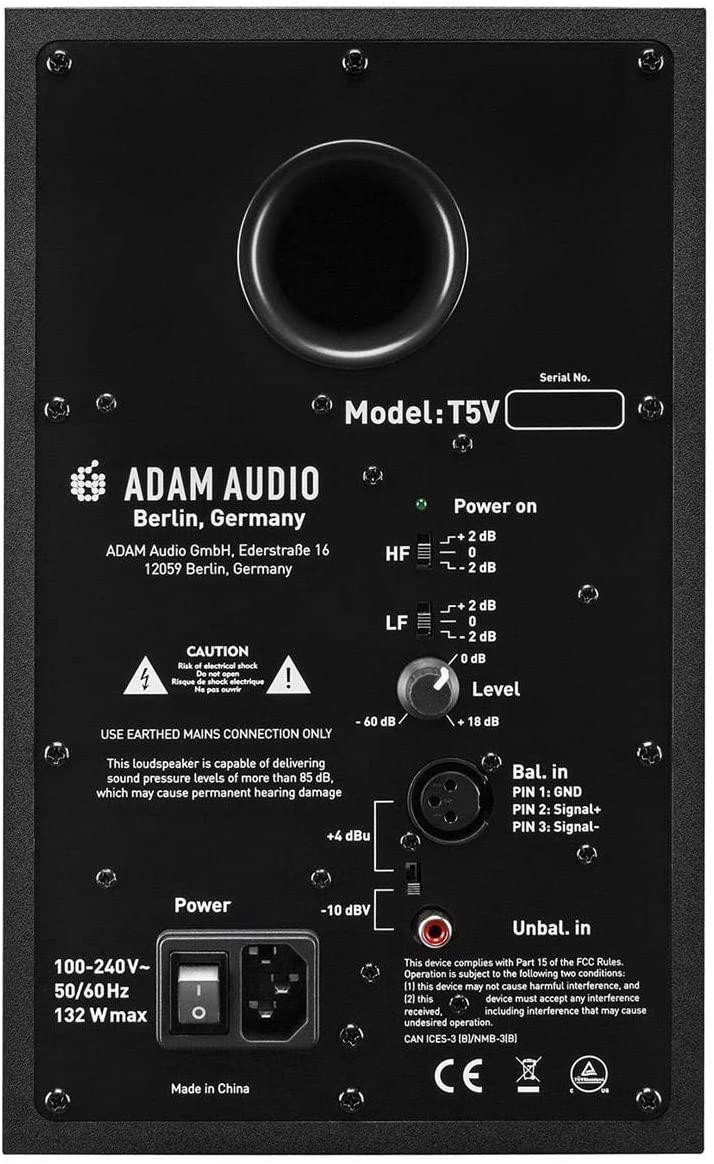 Serial No.
Model: T5V
ADAM AUDIO
Berlin, Germany
ADAM Audio GmbH, Ederstraße 16
12059 Berlin, Germany
Power on
HF
+ 2 dB
0
- 2 dB
LF
+ 2 dB
0
- 2 dB
0 dB
Level
- 60 dB
+ 18 dB
CAUTION
Risk of electrical shock
Do not open
Risque de shock electrique
Ne pas ouvrir
USE EARTHED MAINS CONNECTION ONLY
This loudspeaker is capable of delivering
sound pressure levels of more than 85 dB,
which may cause permanent hearing damage
Bal. in
PIN 1: GND
PIN 2: Signal+
PIN 3: Signal-
+4 dBu
-10 dBV
Unbal. in
Power
100-240V~
50/60Hz
132 W max
Made in China
This device complies with Part 15 of the FCC Rules.
Operation is subject to the following two conditions:
(1) this device may not cause harmful interference, and
(2) this device must accept any interference
received, including interference that may cause
undesired operation.
CAN ICES-3 (B)/NMB-3(B)
CE
TÜVRheinland
C US